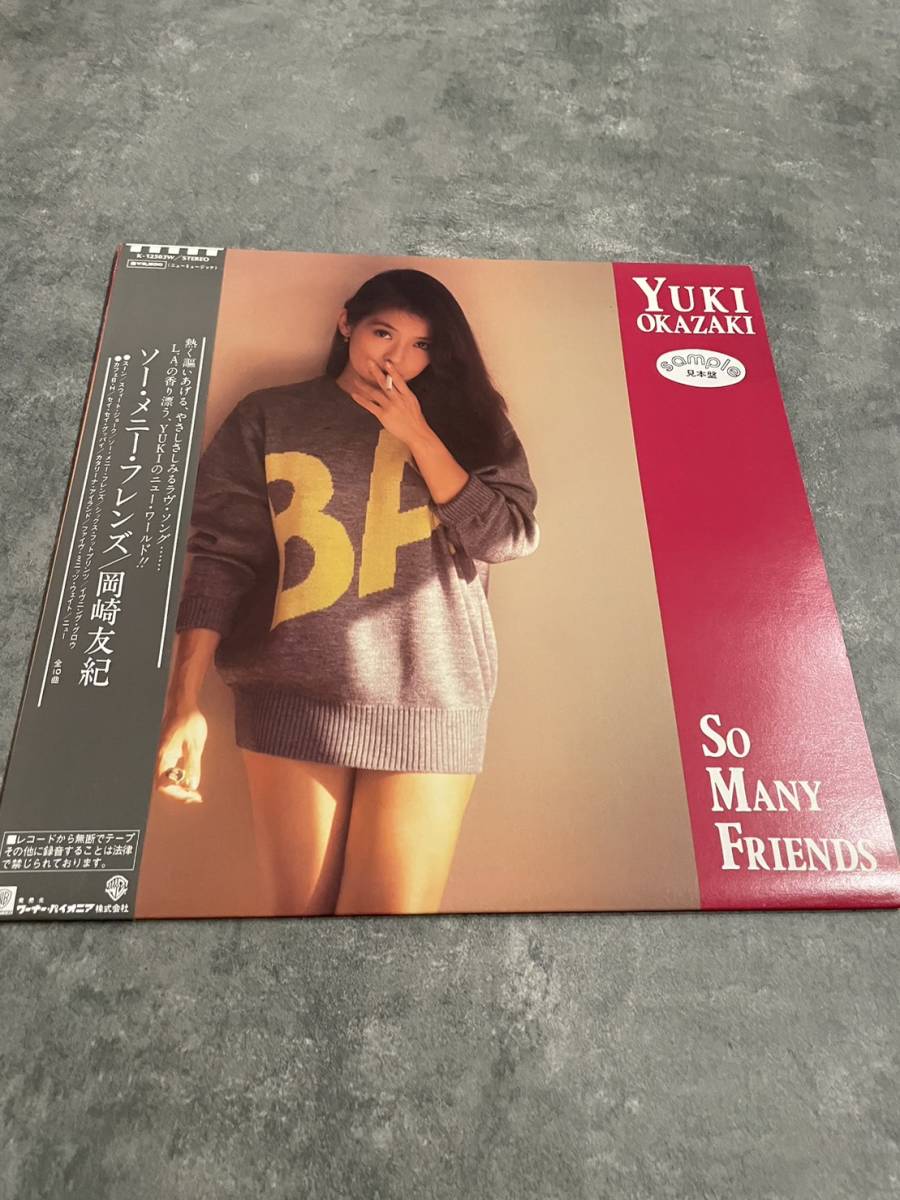 K-12503W/STEREO
¥2,500 (ニューミュージック)
熱く謳いあげる、やさしさしみるラヴ・ソング……
L.A.の香り漂う、YUKIのニュー・ワールド!!
ソー・メニー・フレンズ/岡崎友紀
全10曲
■レコードから無断でテープ
その他に録音することは法律
で禁じられております。
発売元
ワーナー・パイオニア株式会社
YUKI
OKAZAKI
sample
見本盤
BA
SO
MANY
FRIENDS